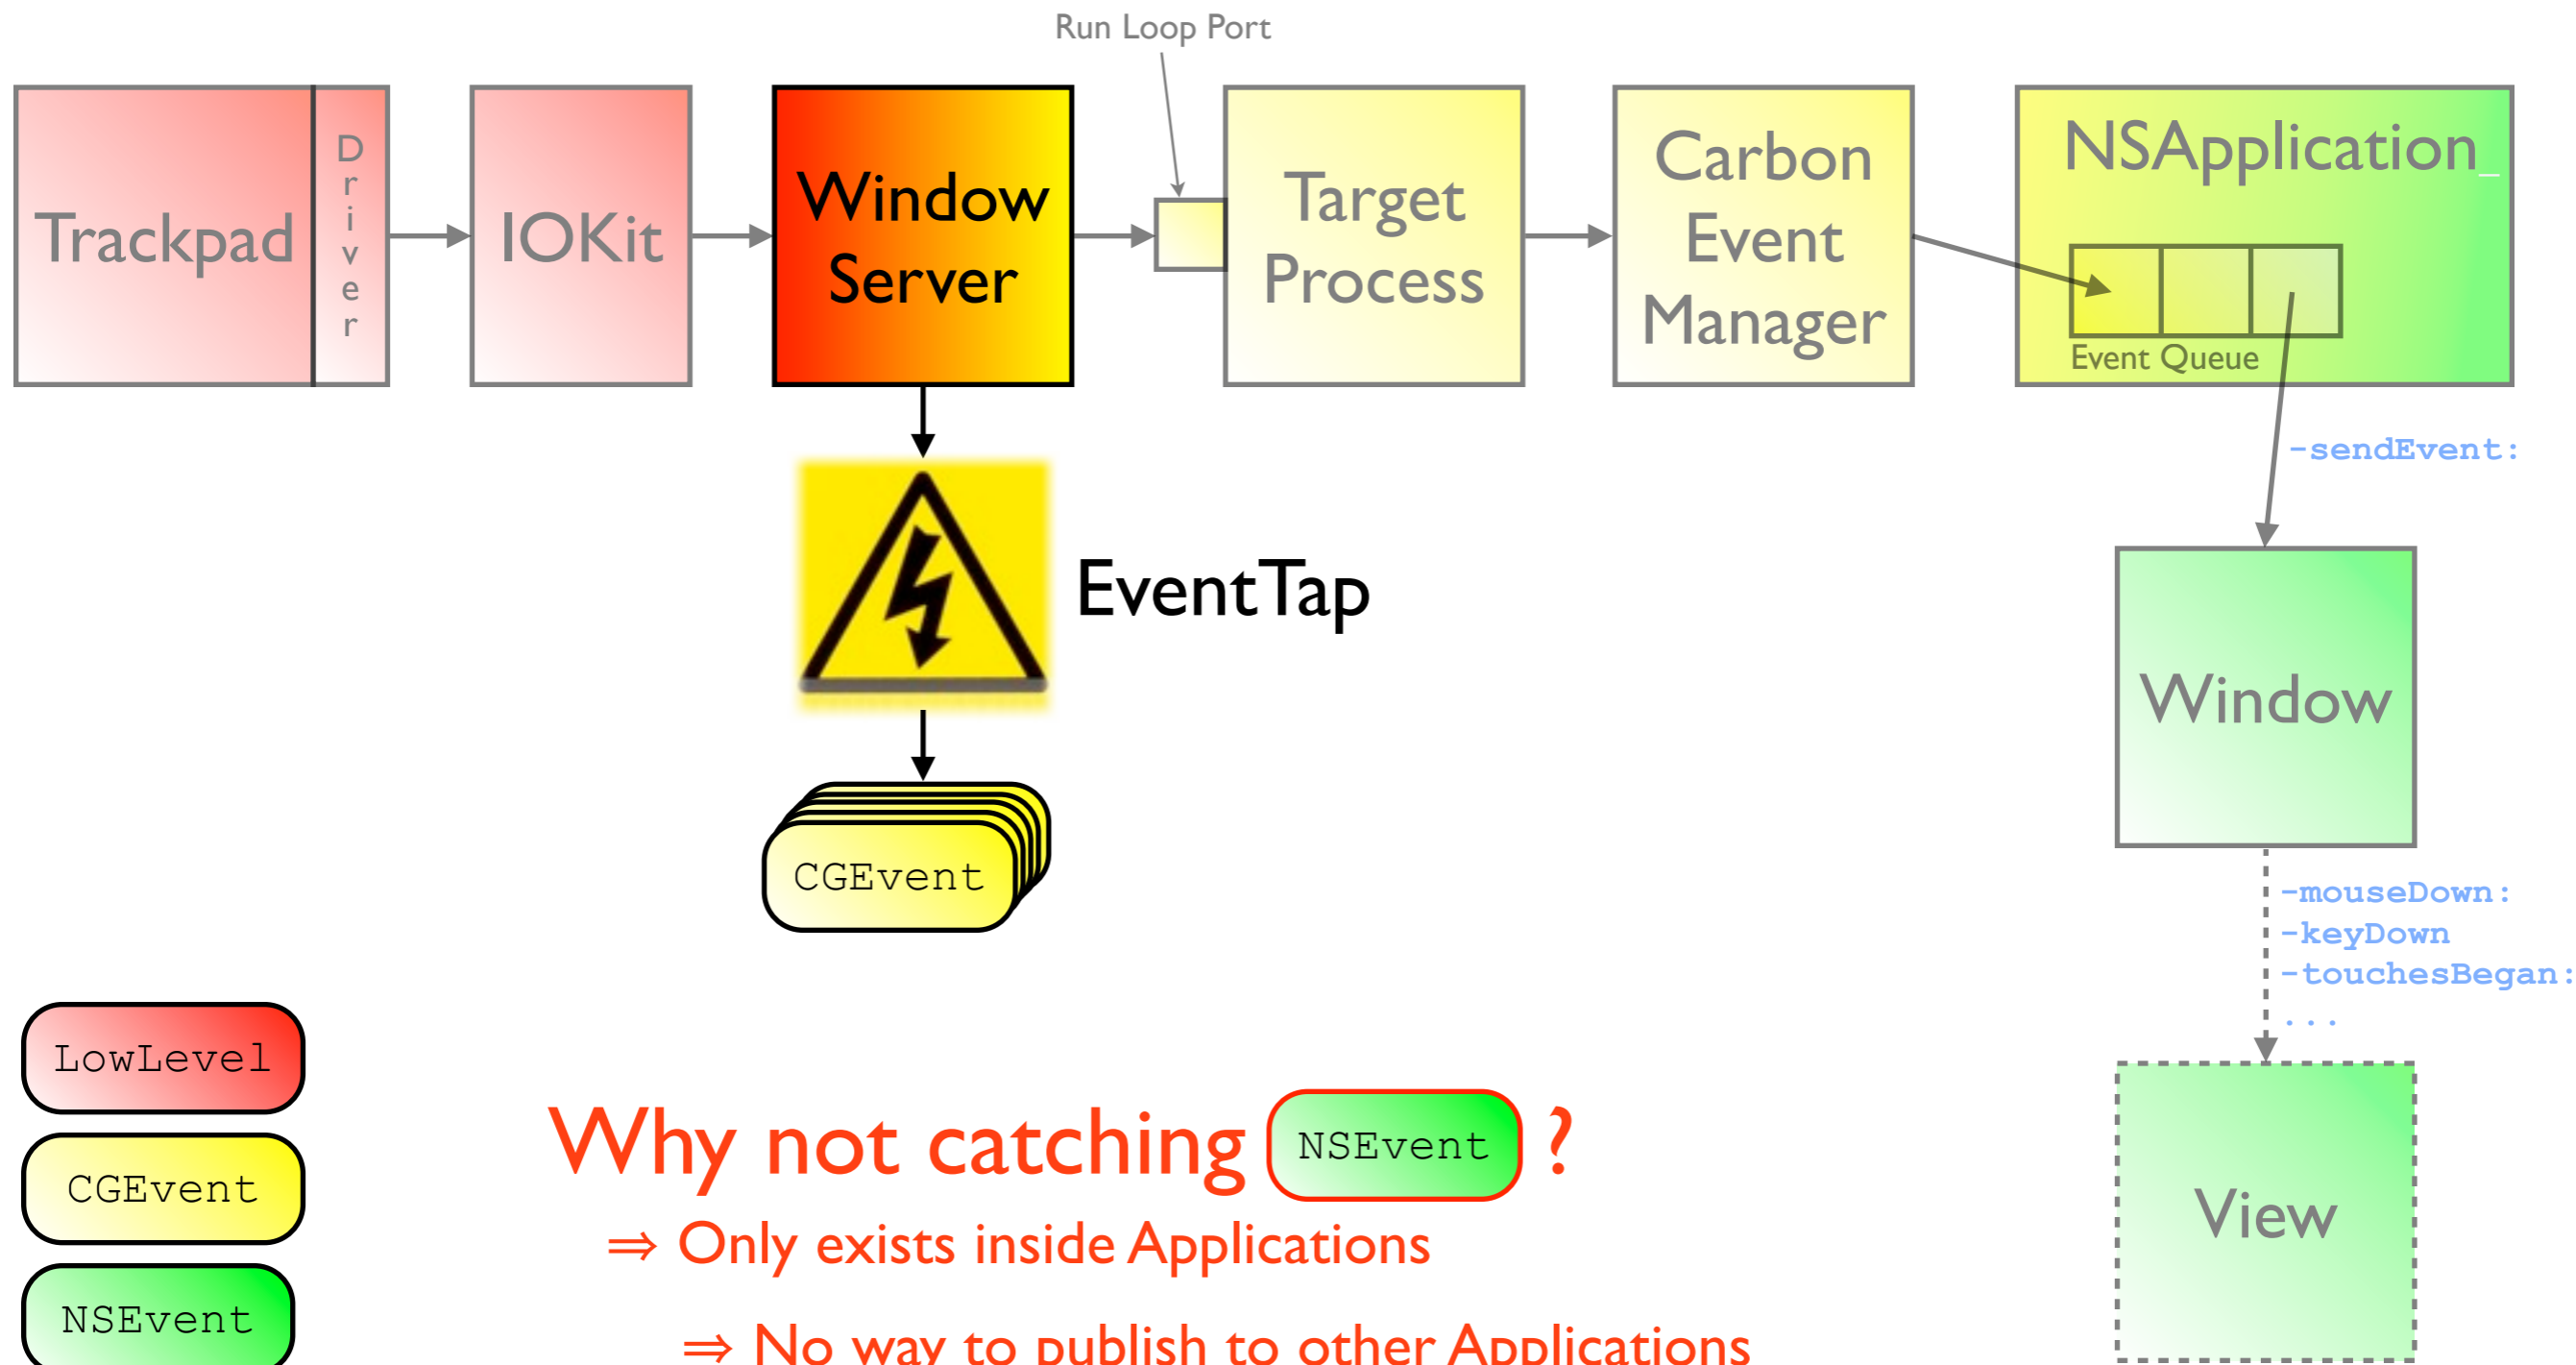 Run Loop Port
Trackpad
Driver
IOKit
Window
Server
Target
Process
Carbon
Event
Manager
NSApplication_
Event Queue
-sendEvent:
EventTap
Window
CGEvent
-mouseDown:
-keyDown
-touchesBegan:
...
LowLevel
CGEvent
NSEvent
Why not catching NSEvent ?
⇒ Only exists inside Applications
⇒ No way to publish to other Applications
View